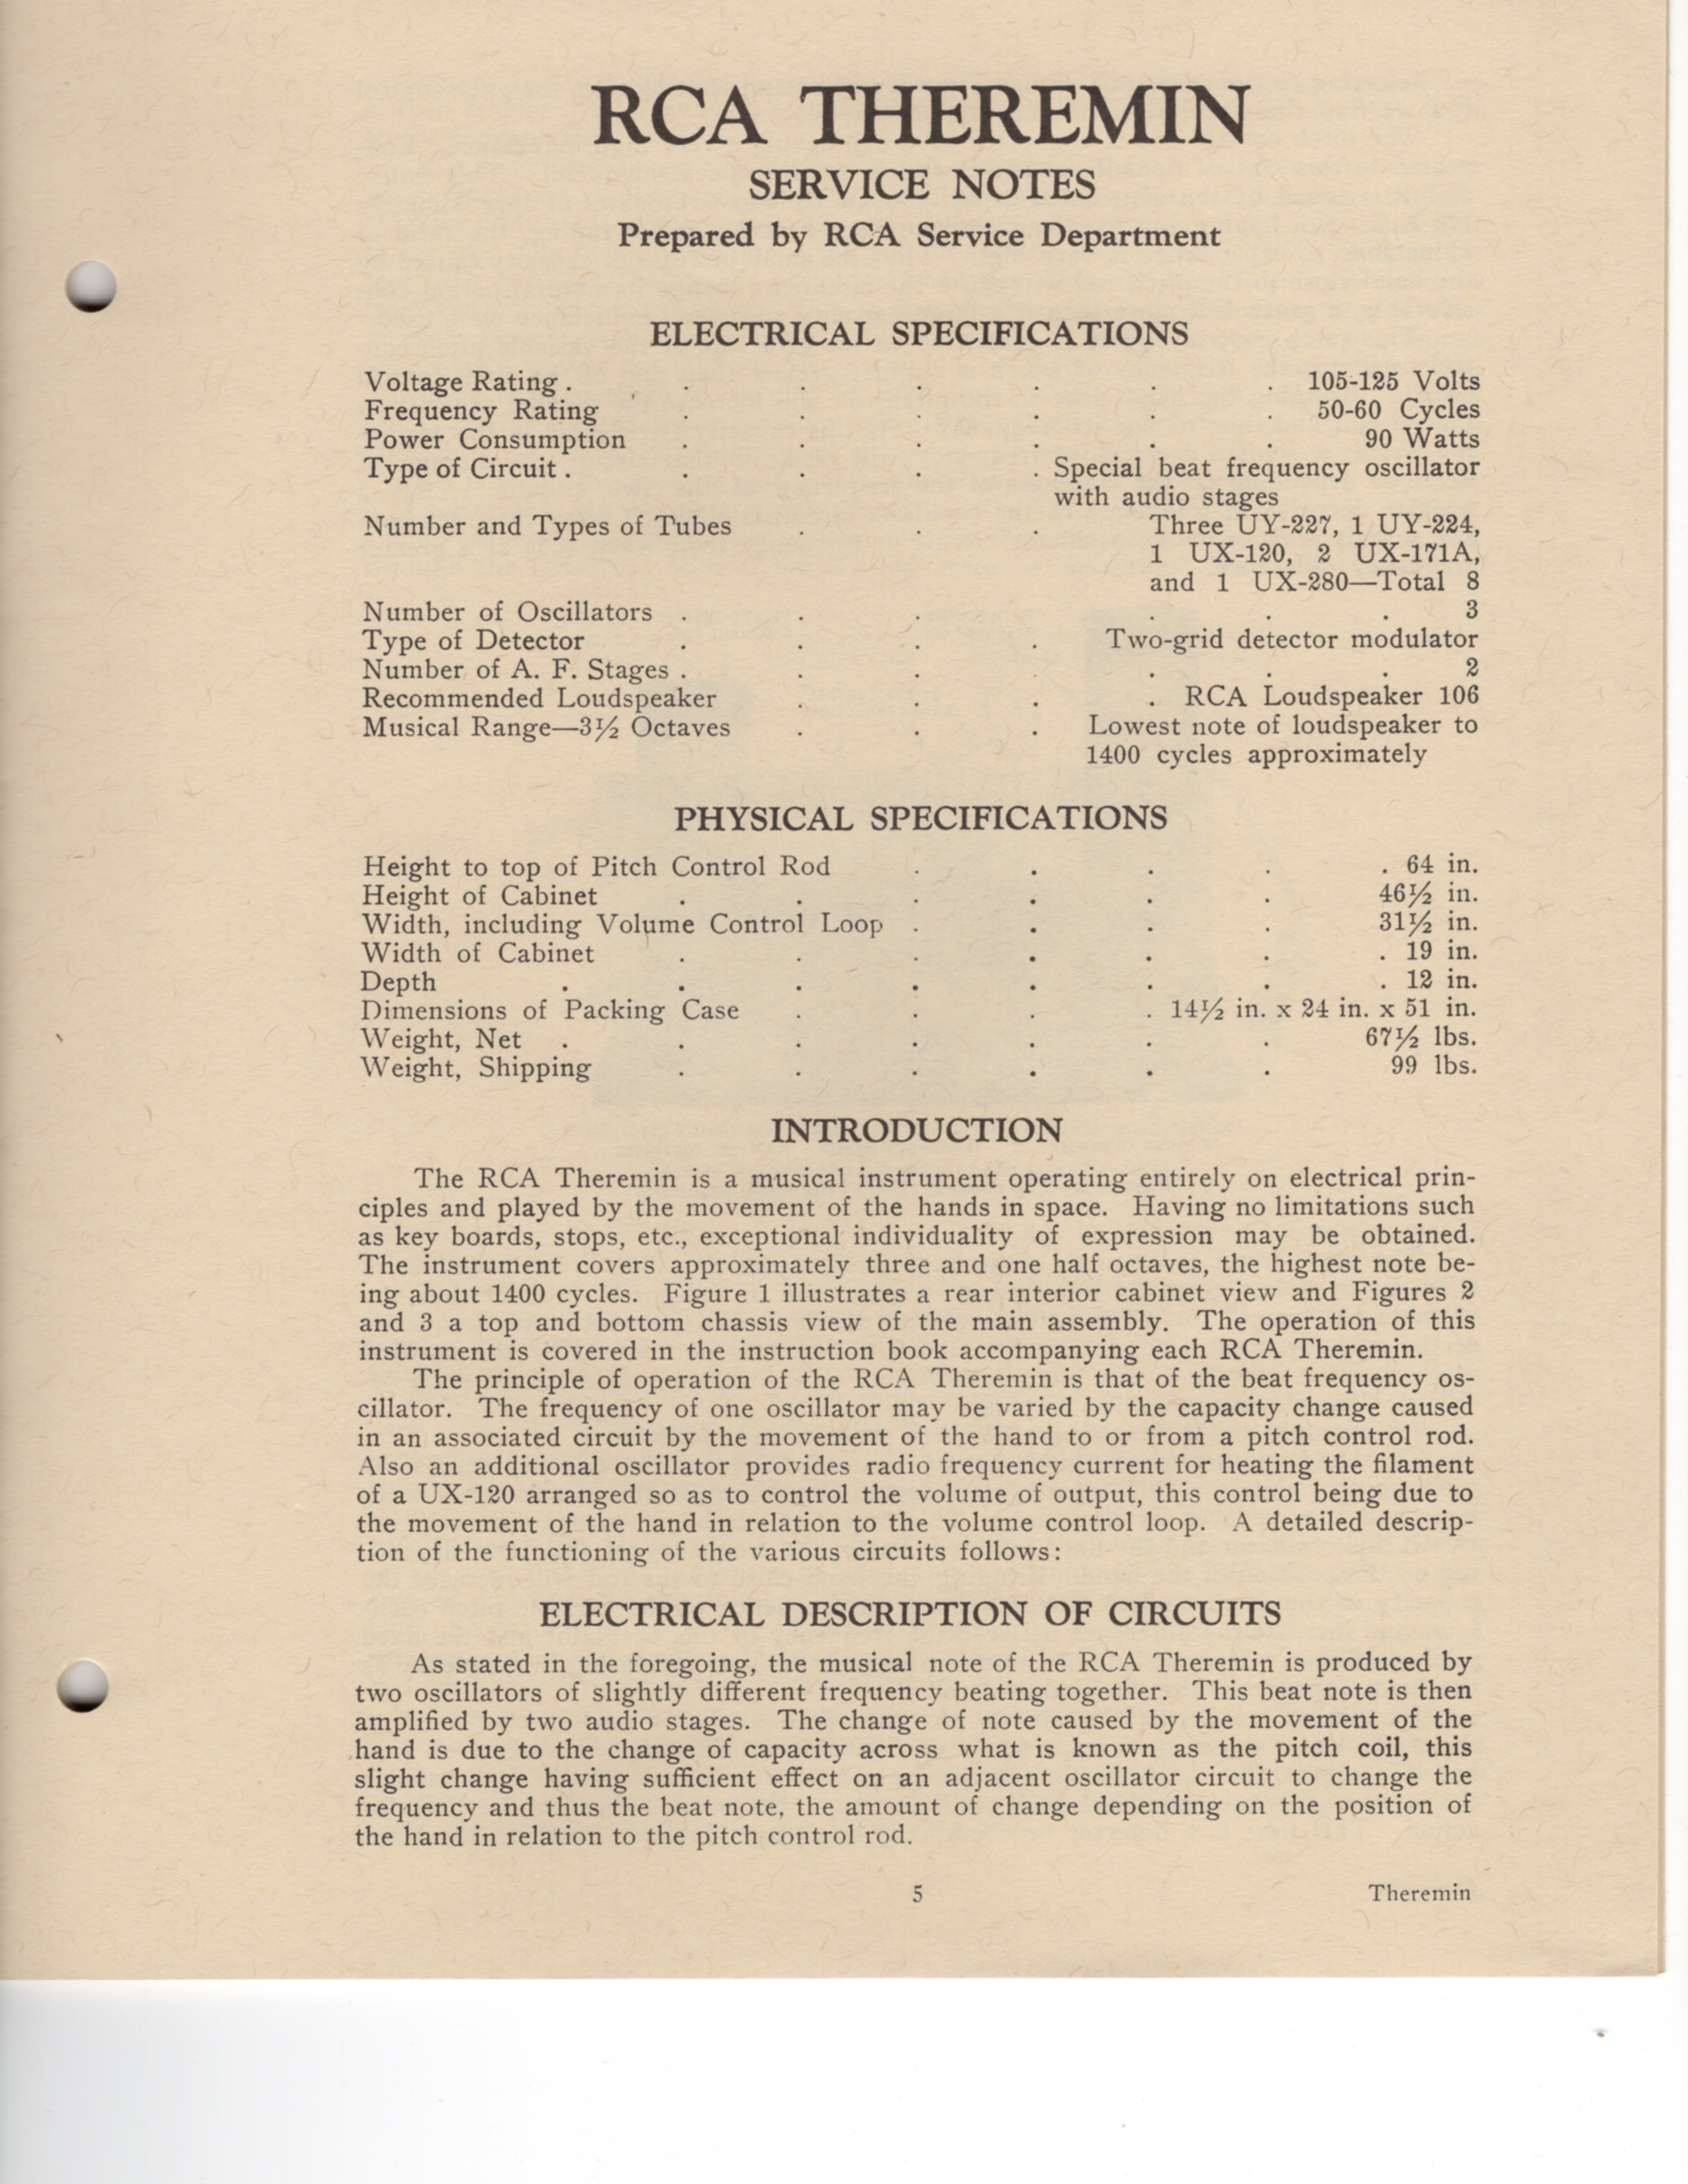 RCA THEREMIN
SERVICE NOTES
Prepared by RCA Service Department
ELECTRICAL SPECIFICATIONS
Voltage Rating . . . . . . . 105-125 Volts
Frequency Rating . . . . . . 50-60 Cycles
Power Consumption . . . . . . 90 Watts
Type of Circuit . . . . . Special beat frequency oscillator
with audio stages
Number and Types of Tubes . . . Three UY-227, 1 UY-224,
1 UX-120, 2 UX-171A,
and 1 UX-280—Total 8
Number of Oscillators . . . . . . 3
Type of Detector . . . . Two-grid detector modulator
Number of A. F. Stages . . . . . . 2
Recommended Loudspeaker . . . . RCA Loudspeaker 106
Musical Range—3½ Octaves . . . Lowest note of loudspeaker to
1400 cycles approximately
PHYSICAL SPECIFICATIONS
Height to top of Pitch Control Rod . . . . . 64 in.
Height of Cabinet . . . . . . 46½ in.
Width, including Volume Control Loop . . . . 31½ in.
Width of Cabinet . . . . . . . 19 in.
Depth . . . . . . . . 12 in.
Dimensions of Packing Case . . . . 14½ in. x 24 in. x 51 in.
Weight, Net . . . . . . . 67½ lbs.
Weight, Shipping . . . . . . 99 lbs.
INTRODUCTION
The RCA Theremin is a musical instrument operating entirely on electrical prin-
ciples and played by the movement of the hands in space. Having no limitations such
as key boards, stops, etc., exceptional individuality of expression may be obtained.
The instrument covers approximately three and one half octaves, the highest note be-
ing about 1400 cycles. Figure 1 illustrates a rear interior cabinet view and Figures 2
and 3 a top and bottom chassis view of the main assembly. The operation of this
instrument is covered in the instruction book accompanying each RCA Theremin.
The principle of operation of the RCA Theremin is that of the beat frequency os-
cillator. The frequency of one oscillator may be varied by the capacity change caused
in an associated circuit by the movement of the hand to or from a pitch control rod.
Also an additional oscillator provides radio frequency current for heating the filament
of a UX-120 arranged so as to control the volume of output, this control being due to
the movement of the hand in relation to the volume control loop. A detailed descrip-
tion of the functioning of the various circuits follows:
ELECTRICAL DESCRIPTION OF CIRCUITS
As stated in the foregoing, the musical note of the RCA Theremin is produced by
two oscillators of slightly different frequency beating together. This beat note is then
amplified by two audio stages. The change of note caused by the movement of the
hand is due to the change of capacity across what is known as the pitch coil, this
slight change having sufficient effect on an adjacent oscillator circuit to change the
frequency and thus the beat note, the amount of change depending on the position of
the hand in relation to the pitch control rod.
5 Theremin